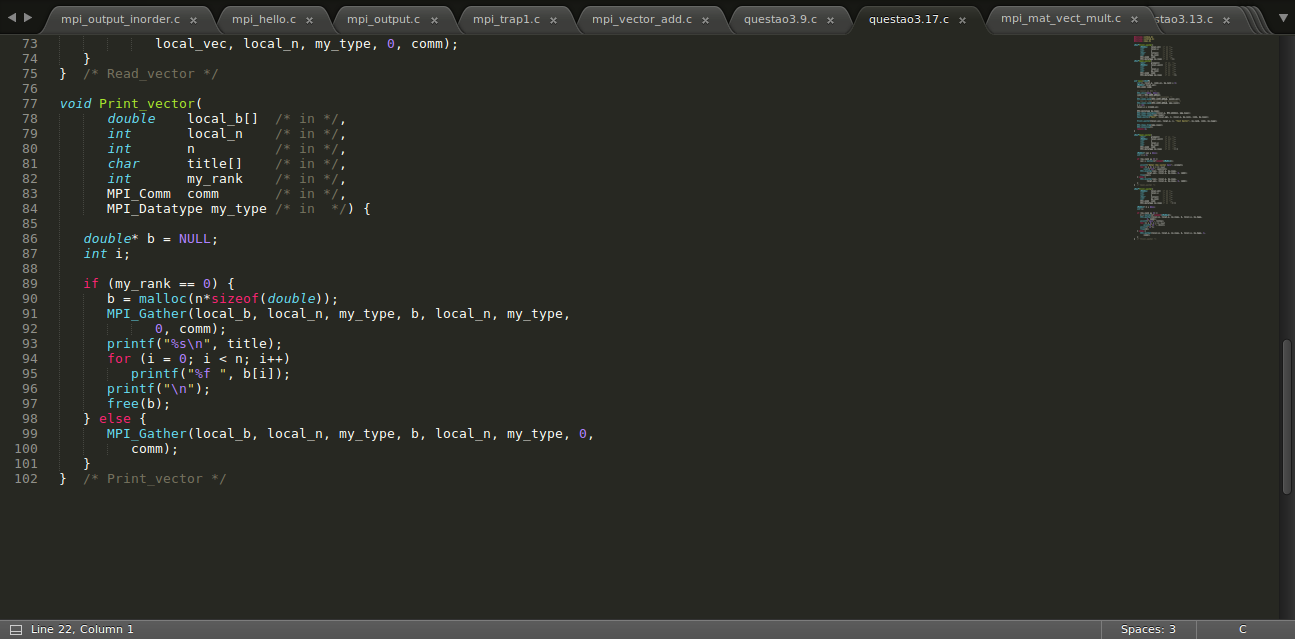 mpi_output_inorder.c × mpi_hello.c × mpi_output.c × mpi_trap1.c × mpi_vector_add.c × questao3.9.c × questao3.17.c × mpi_mat_vect_mult.c × stao3.13.c ×
73 local_vec, local_n, my_type, 0, comm);
74 }
75 } /* Read_vector */
76
77 void Print_vector(
78 double local_b[] /* in */,
79 int local_n /* in */,
80 int n /* in */,
81 char title[] /* in */,
82 int my_rank /* in */,
83 MPI_Comm comm /* in */,
84 MPI_Datatype my_type /* in */) {
85
86 double* b = NULL;
87 int i;
88
89 if (my_rank == 0) {
90 b = malloc(n*sizeof(double));
91 MPI_Gather(local_b, local_n, my_type, b, local_n, my_type,
92 0, comm);
93 printf("%s\n", title);
94 for (i = 0; i < n; i++)
95 printf("%f ", b[i]);
96 printf("\n");
97 free(b);
98 } else {
99 MPI_Gather(local_b, local_n, my_type, b, local_n, my_type, 0,
100 comm);
101 }
102 } /* Print_vector */
Line 22, Column 1 Spaces: 3 C